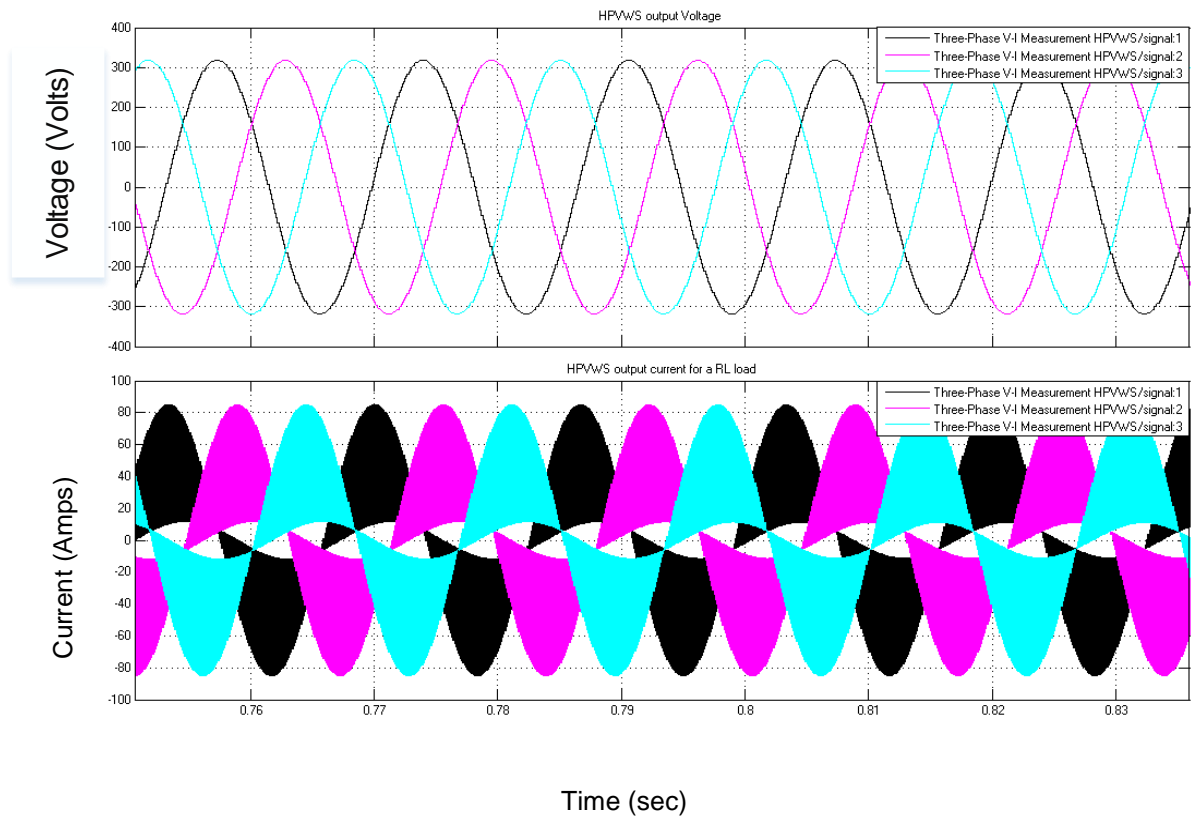 HPVWS output Voltage
Voltage (Volts)
400
300
200
100
0
-100
-200
-300
-400
Three-Phase V-I Measurement HPVWS/signal:1
Three-Phase V-I Measurement HPVWS/signal:2
Three-Phase V-I Measurement HPVWS/signal:3
HPVWS output current for a RL load
Current (Amps)
100
80
60
40
20
0
-20
-40
-60
-80
-100
Three-Phase V-I Measurement HPVWS/signal:1
Three-Phase V-I Measurement HPVWS/signal:2
Three-Phase V-I Measurement HPVWS/signal:3
0.76 0.77 0.78 0.79 0.8 0.81 0.82 0.83
Time (sec)